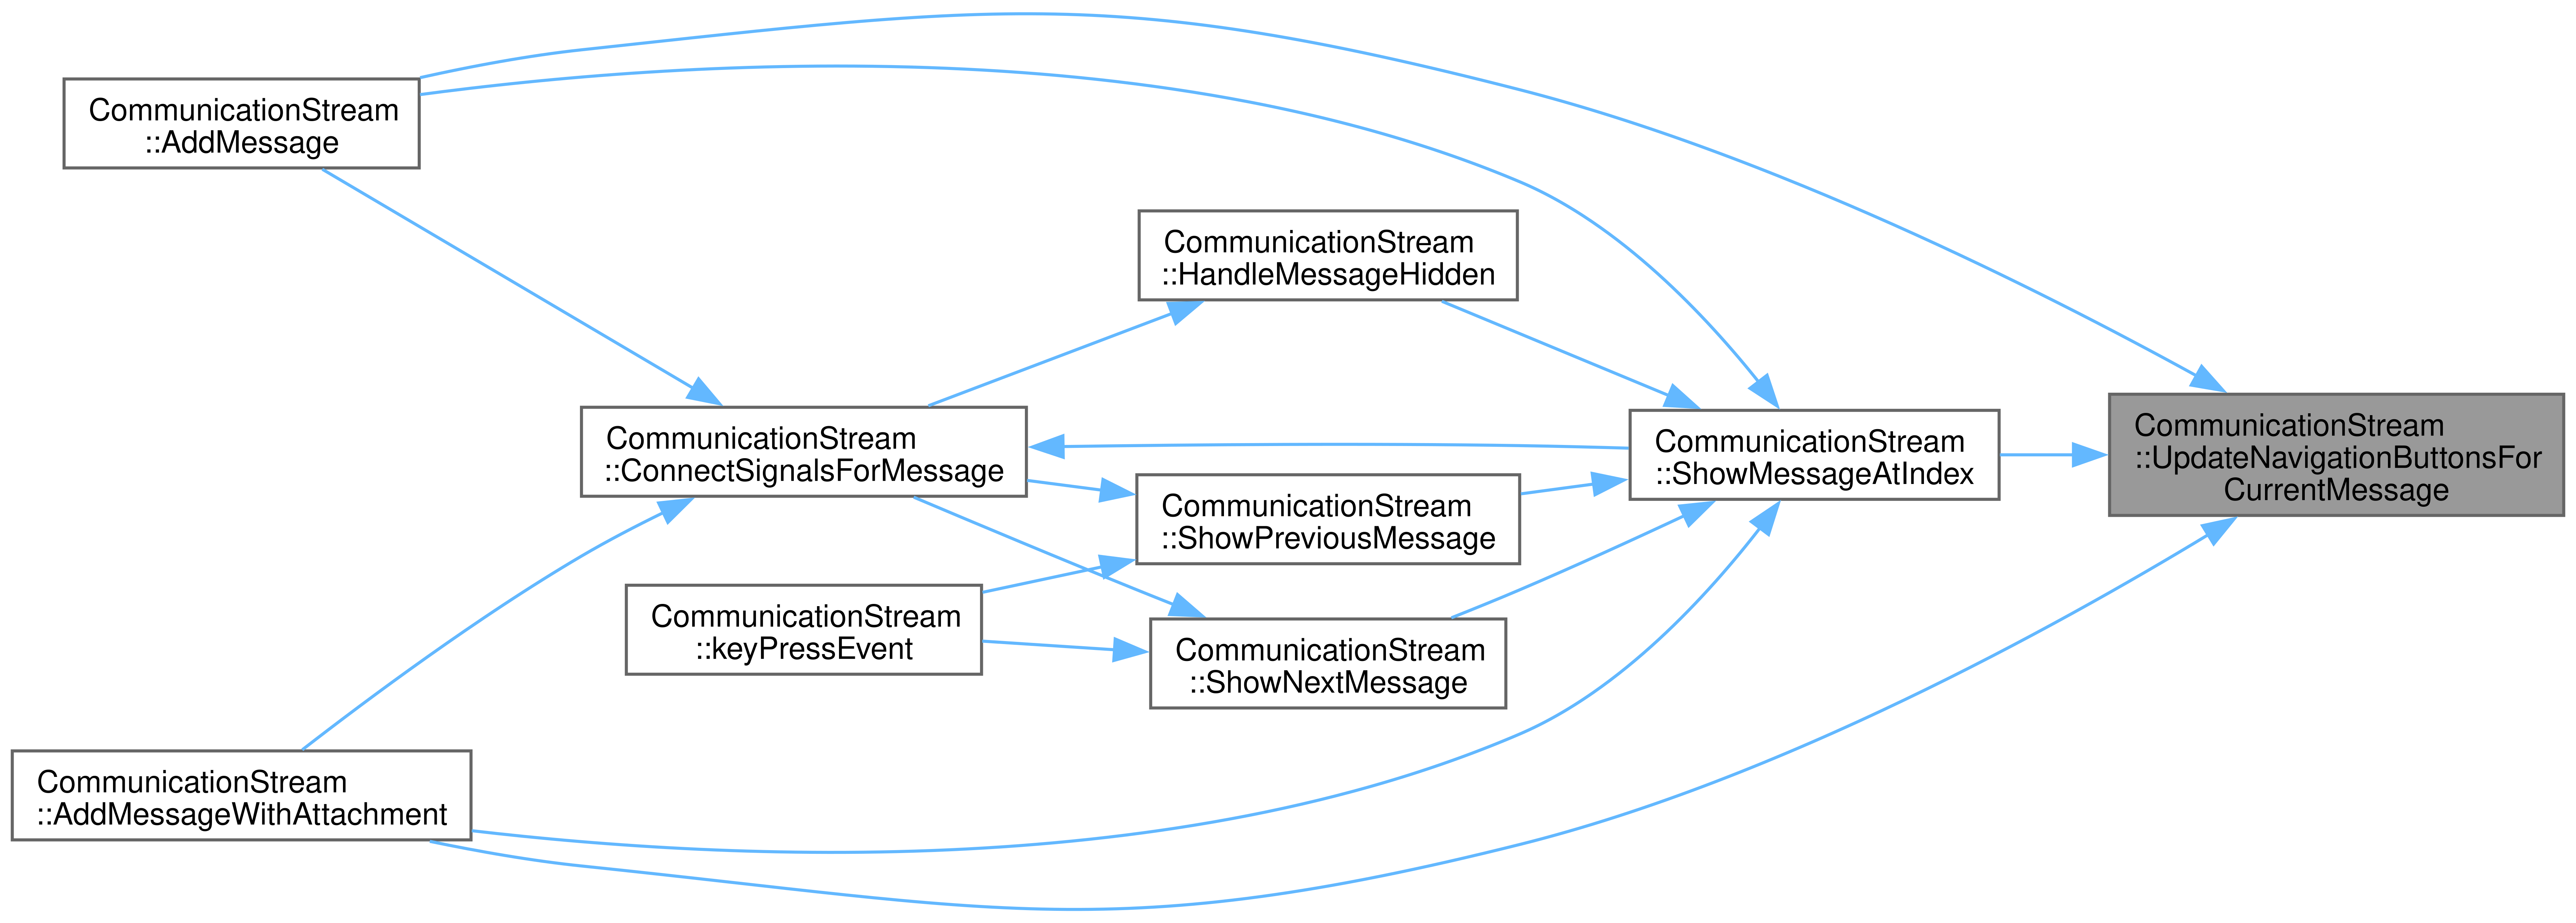 CommunicationStream
::AddMessage
CommunicationStream
::HandleMessageHidden
CommunicationStream
::ConnectSignalsForMessage
CommunicationStream
::ShowMessageAtIndex
CommunicationStream
::UpdateNavigationButtonsFor
CurrentMessage
CommunicationStream
::ShowPreviousMessage
CommunicationStream
::keyPressEvent
CommunicationStream
::ShowNextMessage
CommunicationStream
::AddMessageWithAttachment